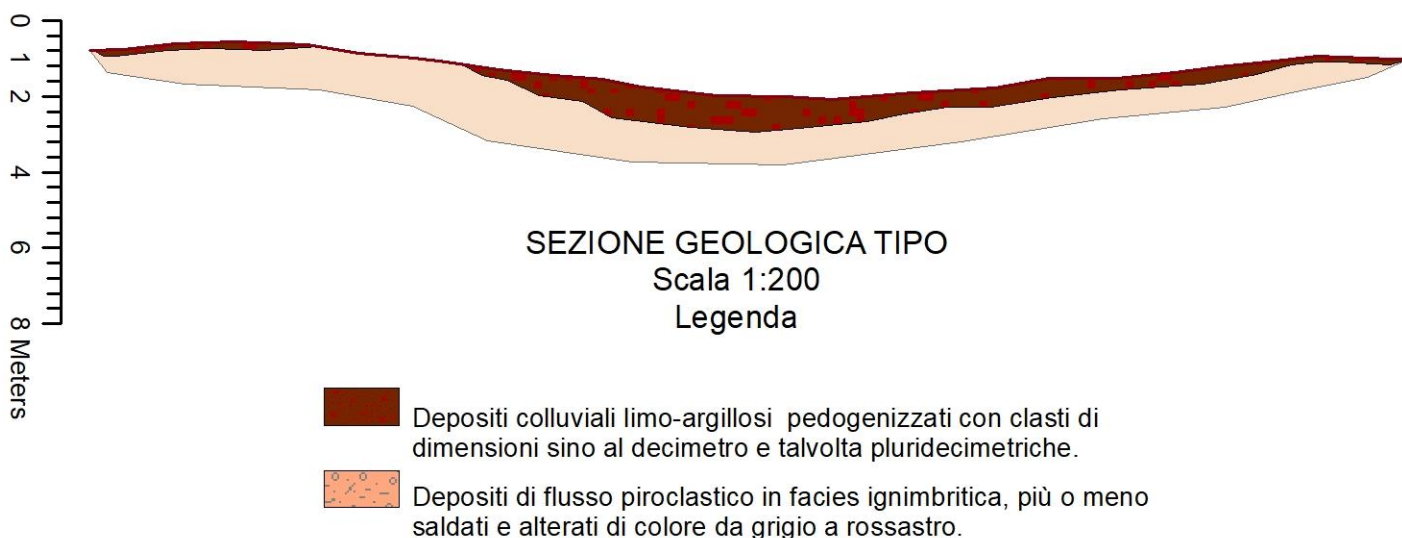 0
1
2
4
6
8 Meters
SEZIONE GEOLOGICA TIPO
Scala 1:200
Legenda
Depositi colluviali limo-argillosi pedogenizzati con clasti di
dimensioni sino al decimetro e talvolta pluridecimetriche.
Depositi di flusso piroclastico in facies ignimbritica, più o meno
saldati e alterati di colore da grigio a rossastro.